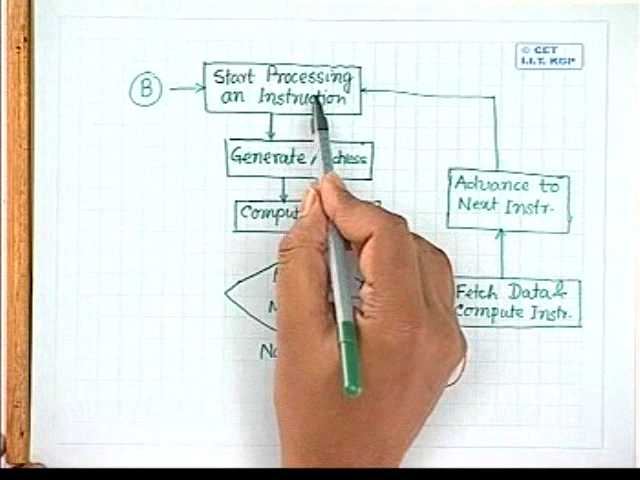 © CET
I.I.T. KGP
B
Start Processing
an Instruction
Generate
Advance to
Next Instr.
Fetch Data &
Compute Instr.